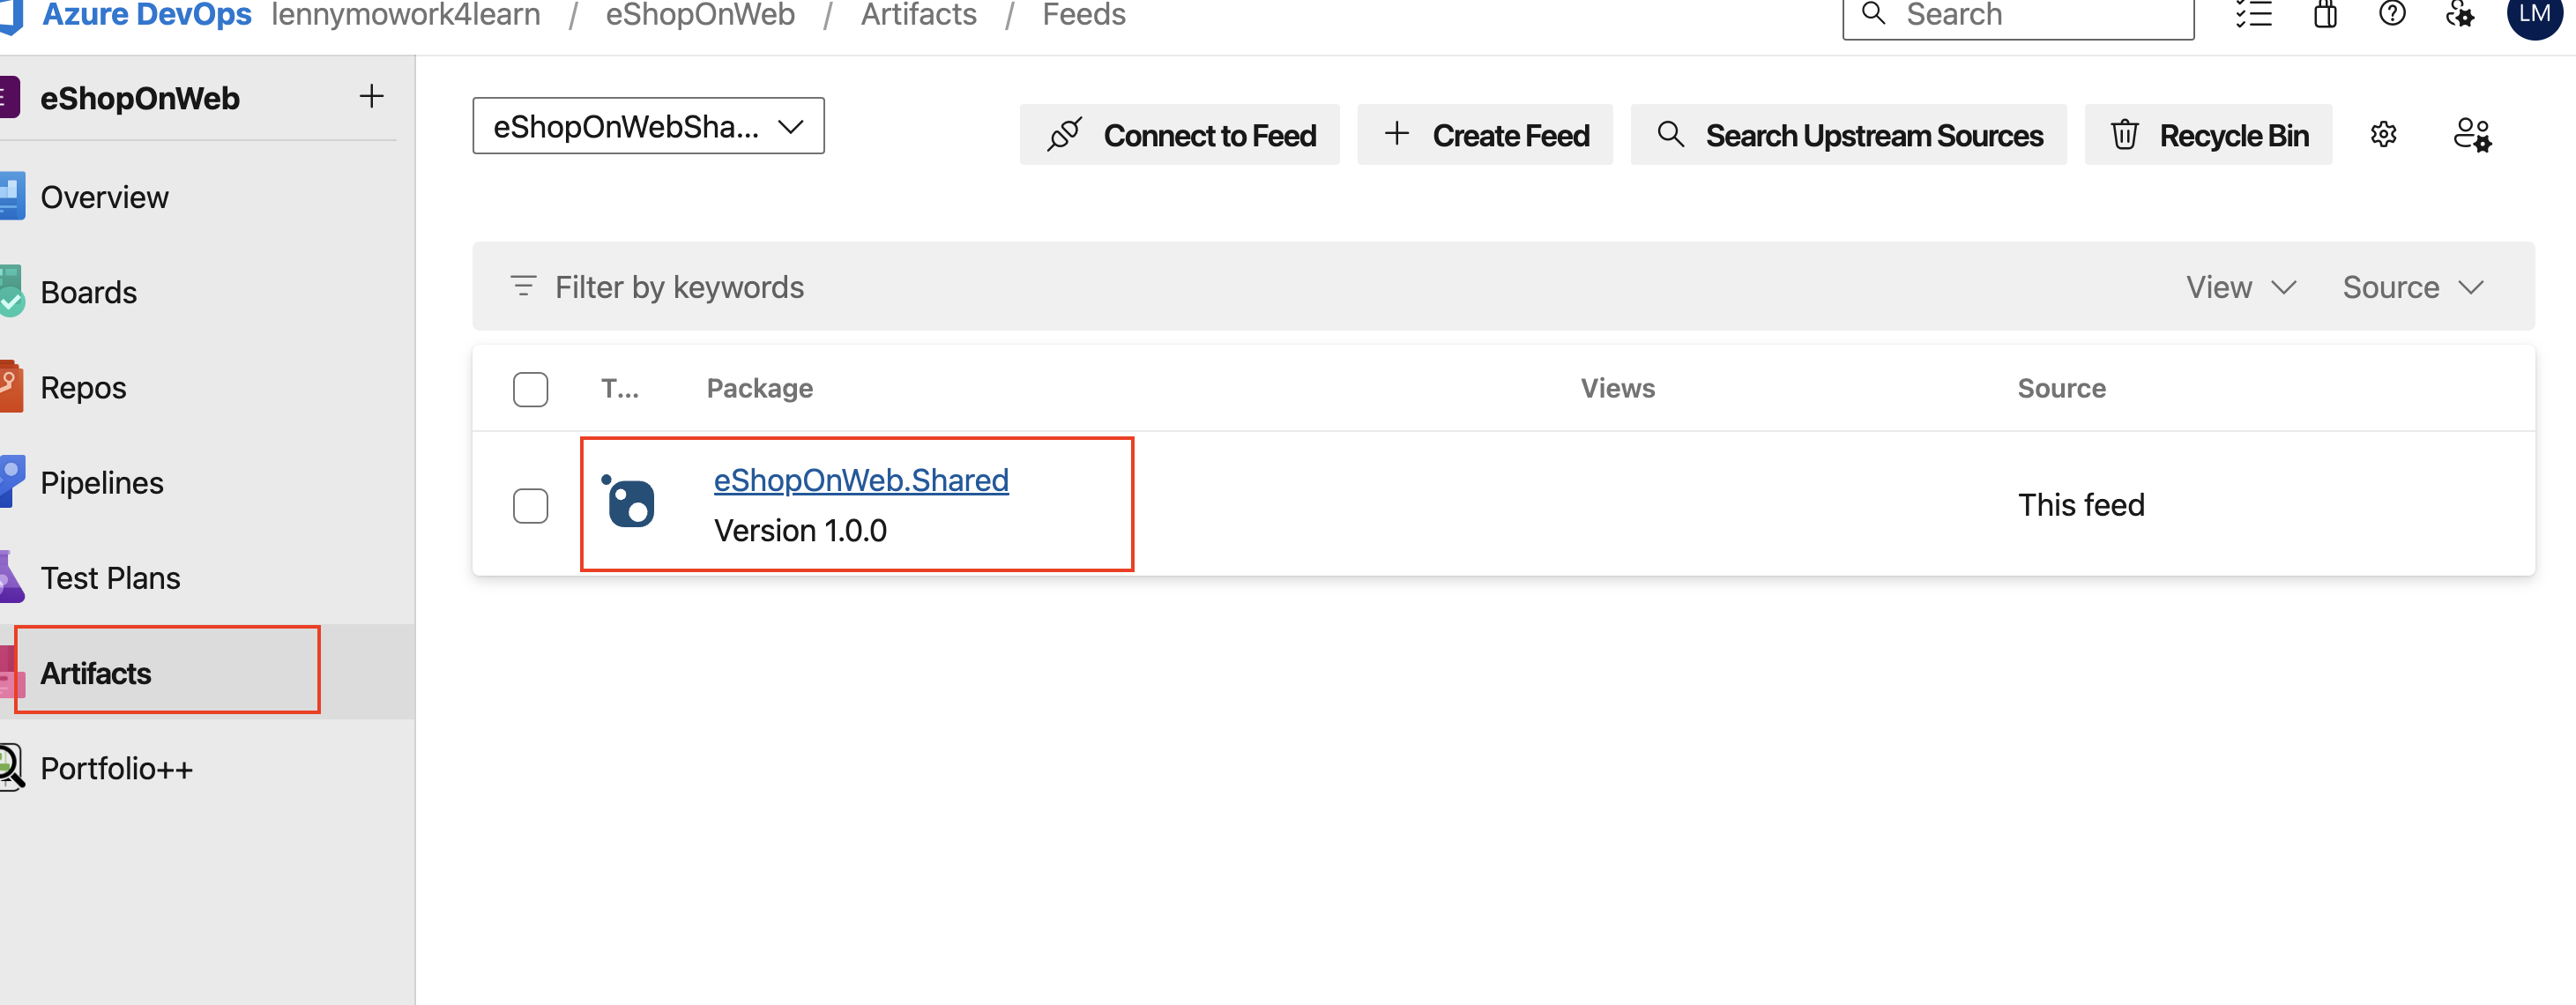 Azure DevOps lennymowork4learn / eShopOnWeb / Artifacts / Feeds
Search
LM
E eShopOnWeb +
Overview
Boards
Repos
Pipelines
Test Plans
Artifacts
Portfolio++
eShopOnWebSha...
Connect to Feed
Create Feed
Search Upstream Sources
Recycle Bin
Filter by keywords
View
Source
T... Package Views Source
eShopOnWeb.Shared
Version 1.0.0
This feed